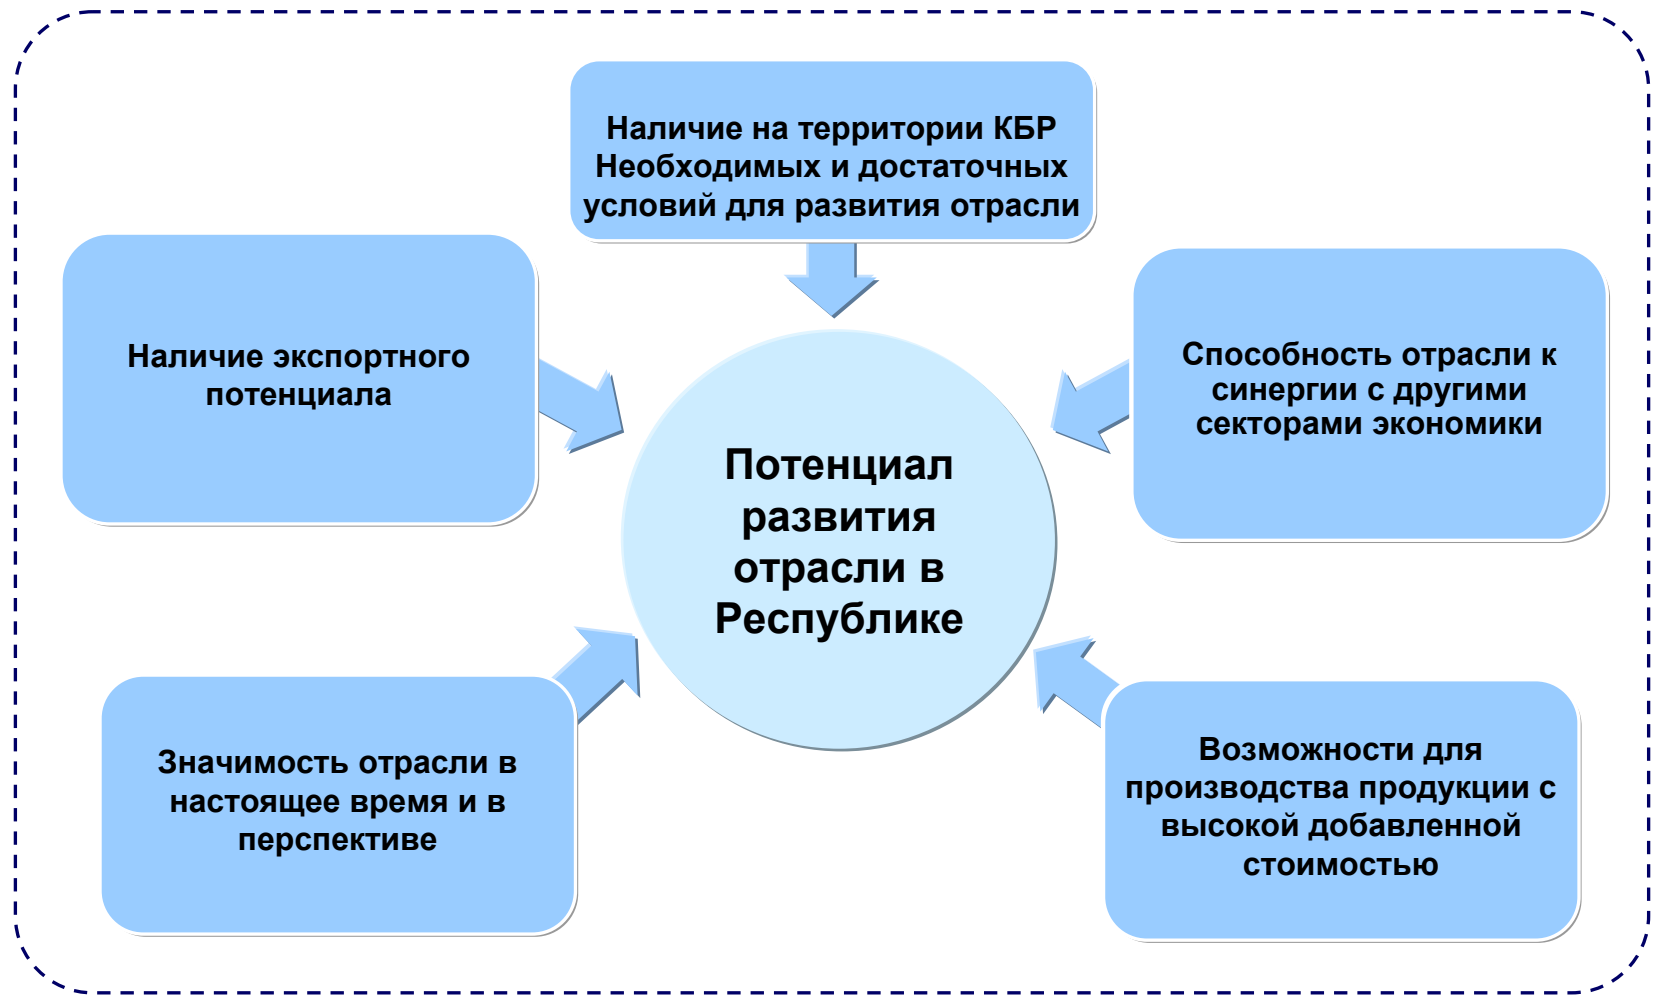 Наличие на территории КБР
Необходимых и достаточных
условий для развития отрасли
Наличие экспортного
потенциала
Способность отрасли к
синергии с другими
секторами экономики
Потенциал
развития
отрасли в
Республике
Значимость отрасли в
настоящее время и в
перспективе
Возможности для
производства продукции с
высокой добавленной
стоимостью